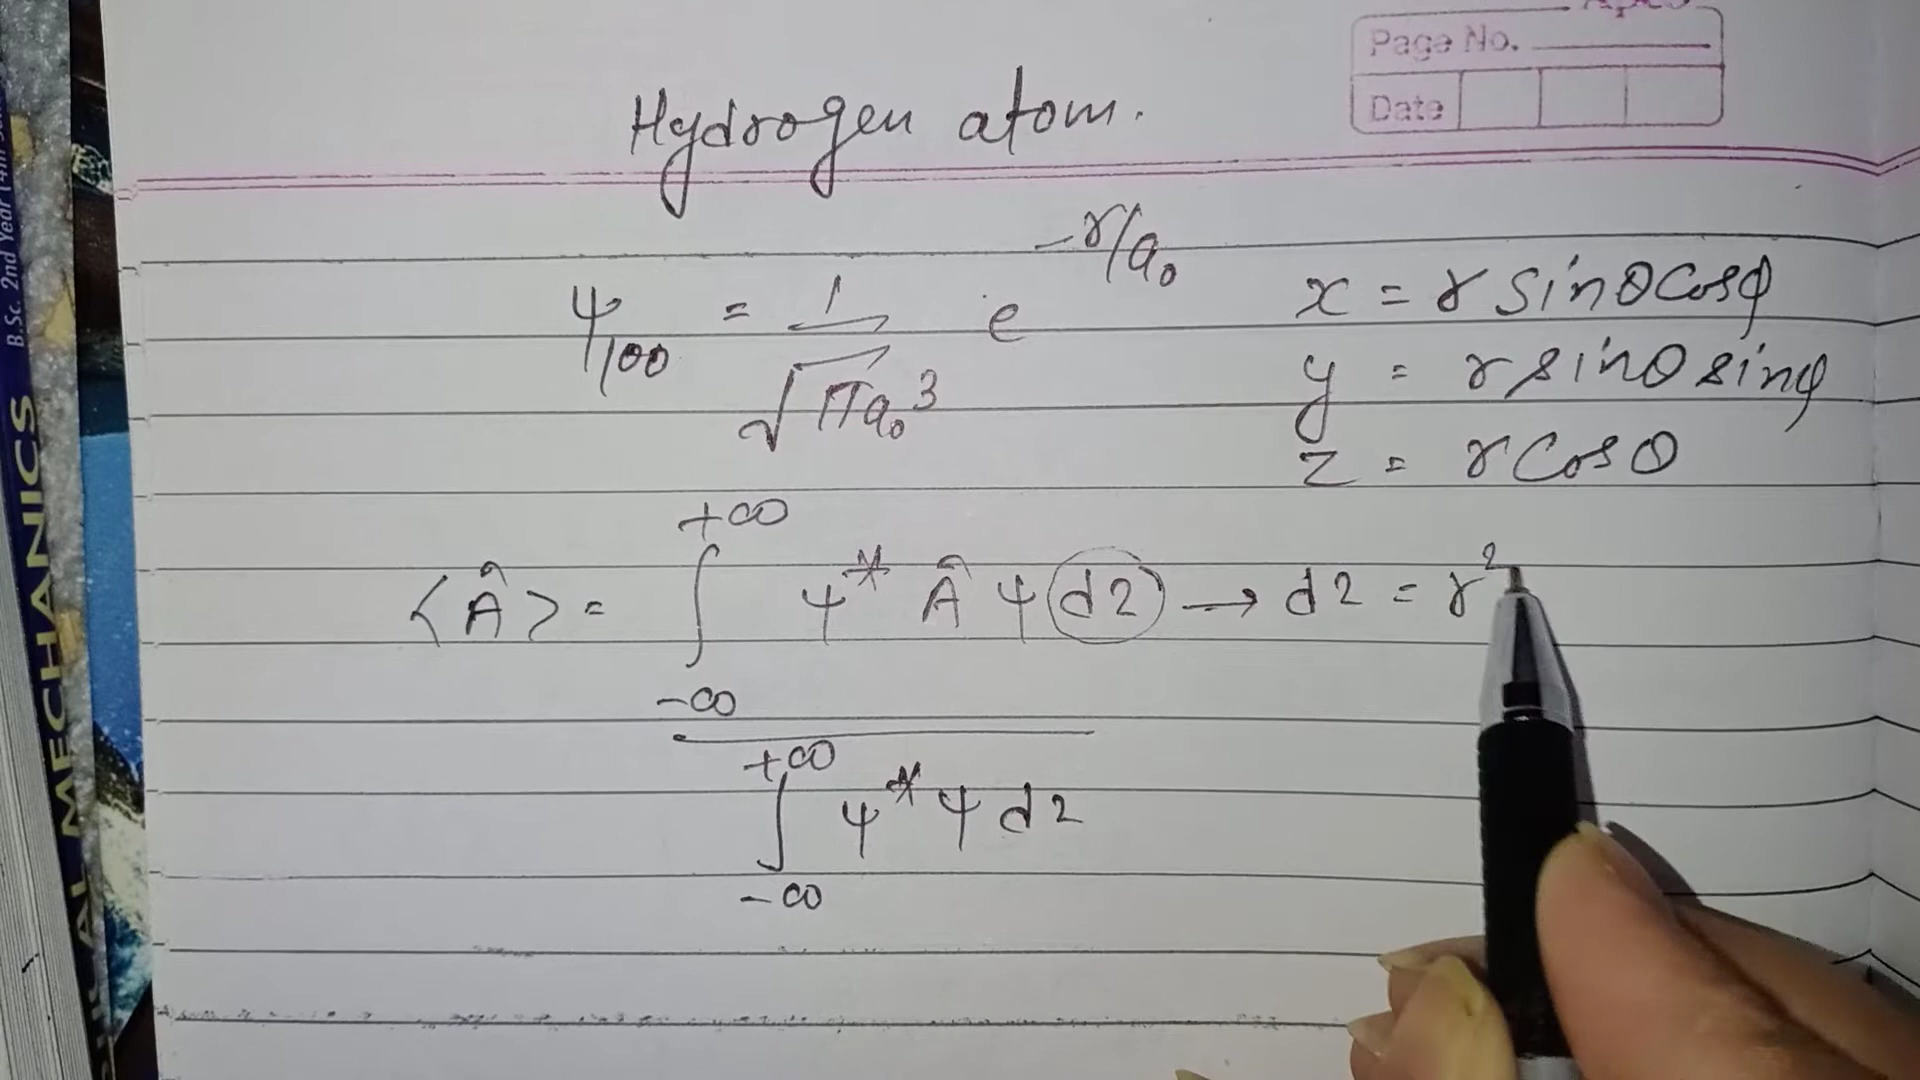 Page No.
Date
Hydrogen atom.
ψ₁₀₀ = 1/√(πa₀³) e^(-r/a₀)
x = r sinθ cosφ
y = r sinθ sinφ
z = r cosθ
⟨Â⟩ = ∫_{-∞}^{+∞} ψ* Â ψ dτ → dτ = r²
∫_{-∞}^{+∞} ψ* ψ dτ
B.Sc. 2nd Year
MECHANICS